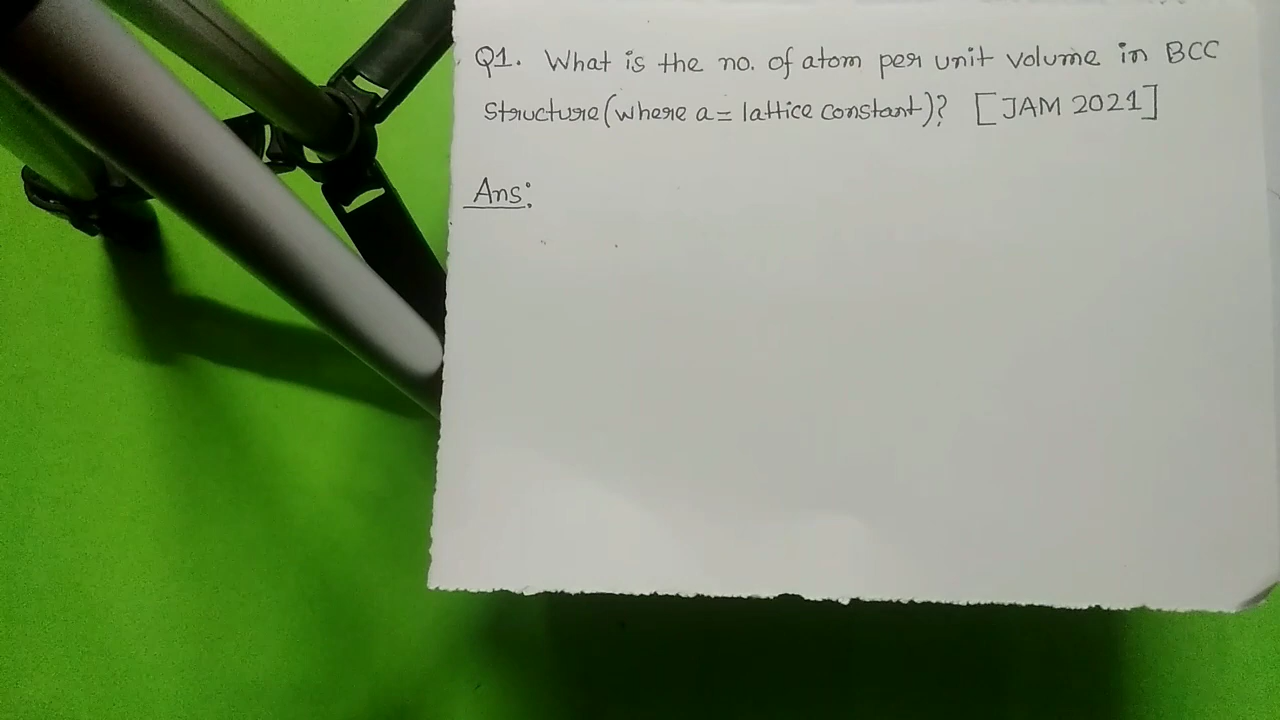 Q1. What is the no. of atom per unit volume in BCC
Structure (where a = lattice constant)? [JAM 2021]
Ans: